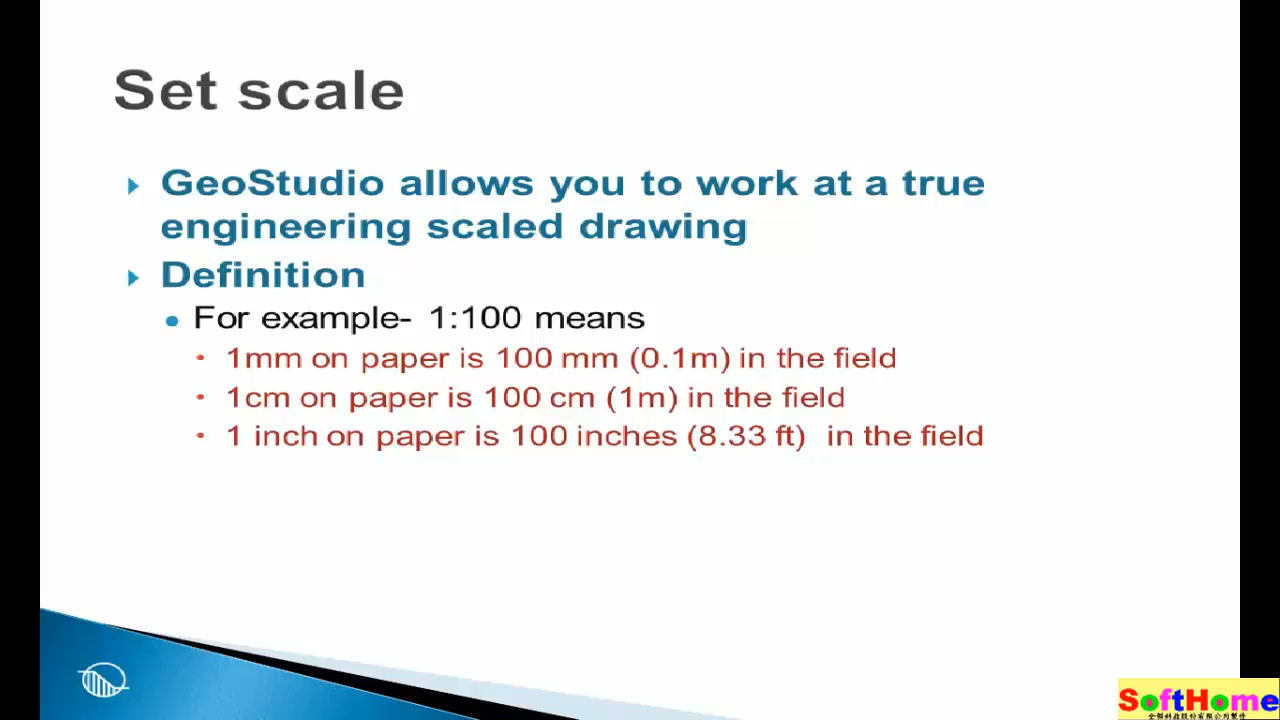 Set scale
GeoStudio allows you to work at a true
engineering scaled drawing
Definition
For example- 1:100 means
1mm on paper is 100 mm (0.1m) in the field
1cm on paper is 100 cm (1m) in the field
1 inch on paper is 100 inches (8.33 ft) in the field
SoftHome